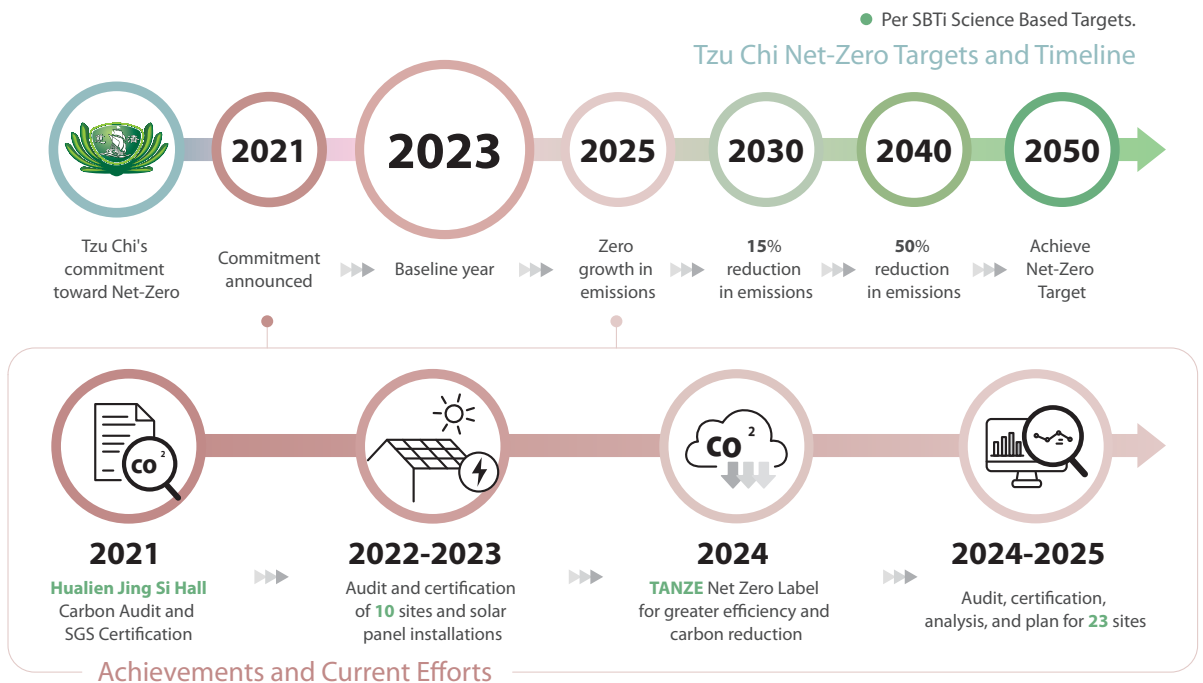 Per SBTi Science Based Targets.
Tzu Chi Net-Zero Targets and Timeline
2021
2023
2025
2030
2040
2050
Tzu Chi's
commitment
toward Net-Zero
Commitment
announced
Baseline year
Zero
growth in
emissions
15%
reduction
in emissions
50%
reduction
in emissions
Achieve
Net-Zero
Target
CO 2
CO 2
2021
Hualien Jing Si Hall
Carbon Audit and
SGS Certification
2022-2023
Audit and certification
of 10 sites and solar
panel installations
2024
TANZE Net Zero Label
for greater efficiency and
carbon reduction
2024-2025
Audit, certification,
analysis, and plan for 23 sites
Achievements and Current Efforts